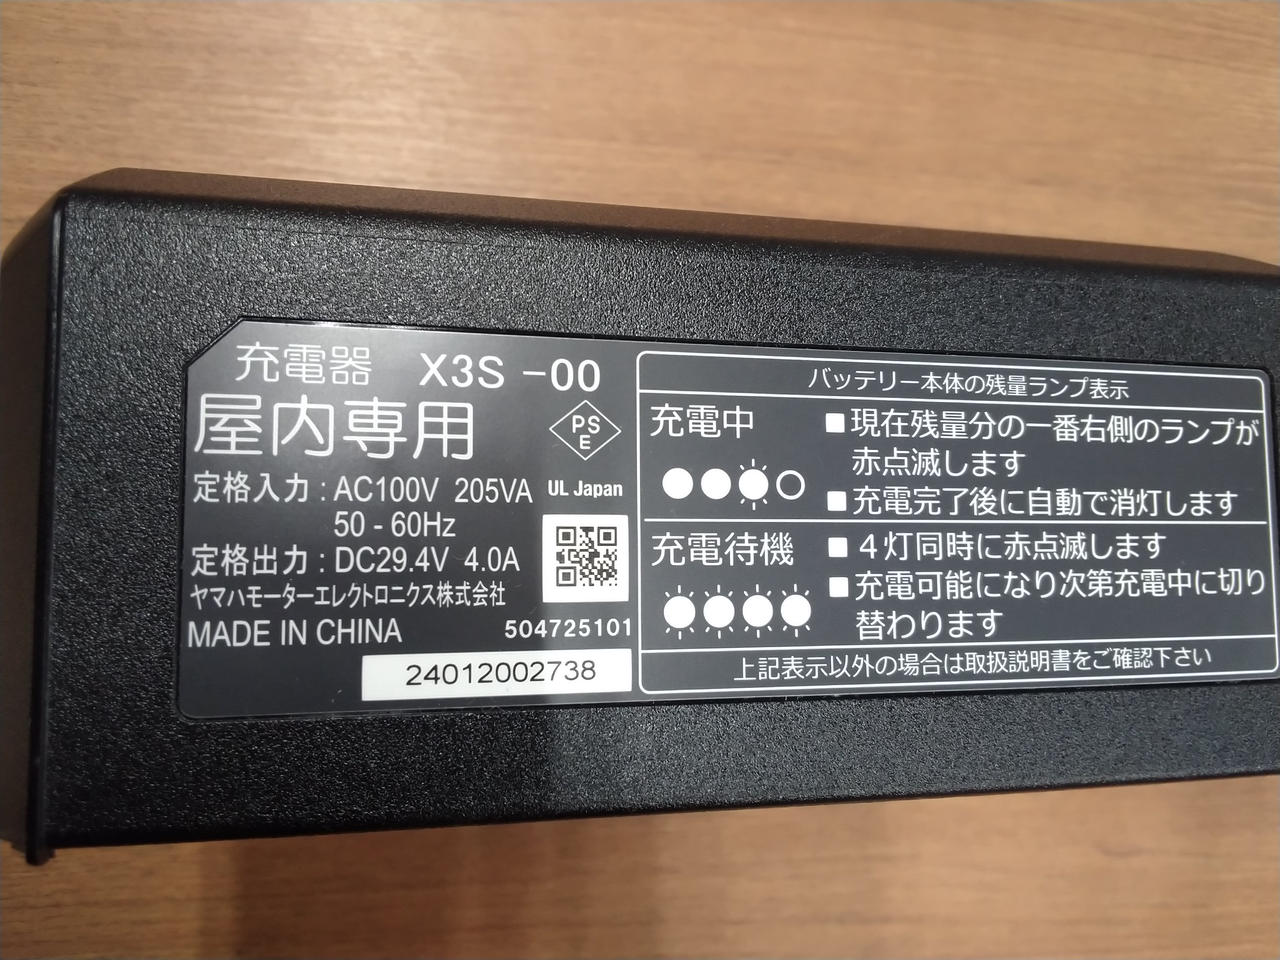 充電器 X3S -00
屋内専用
PS
E
定格入力 : AC100V 205VA
UL Japan
50 - 60Hz
定格出力 : DC29.4V 4.0A
ヤマハモーターエレクトロニクス株式会社
MADE IN CHINA
504725101
24012002738
バッテリー本体の残量ランプ表示
充電中
■現在残量分の一番右側のランプが
赤点滅します
■充電完了後に自動で消灯します
充電待機
■4灯同時に赤点滅します
■充電可能になり次第充電中に切り
替わります
上記表示以外の場合は取扱説明書をご確認下さい